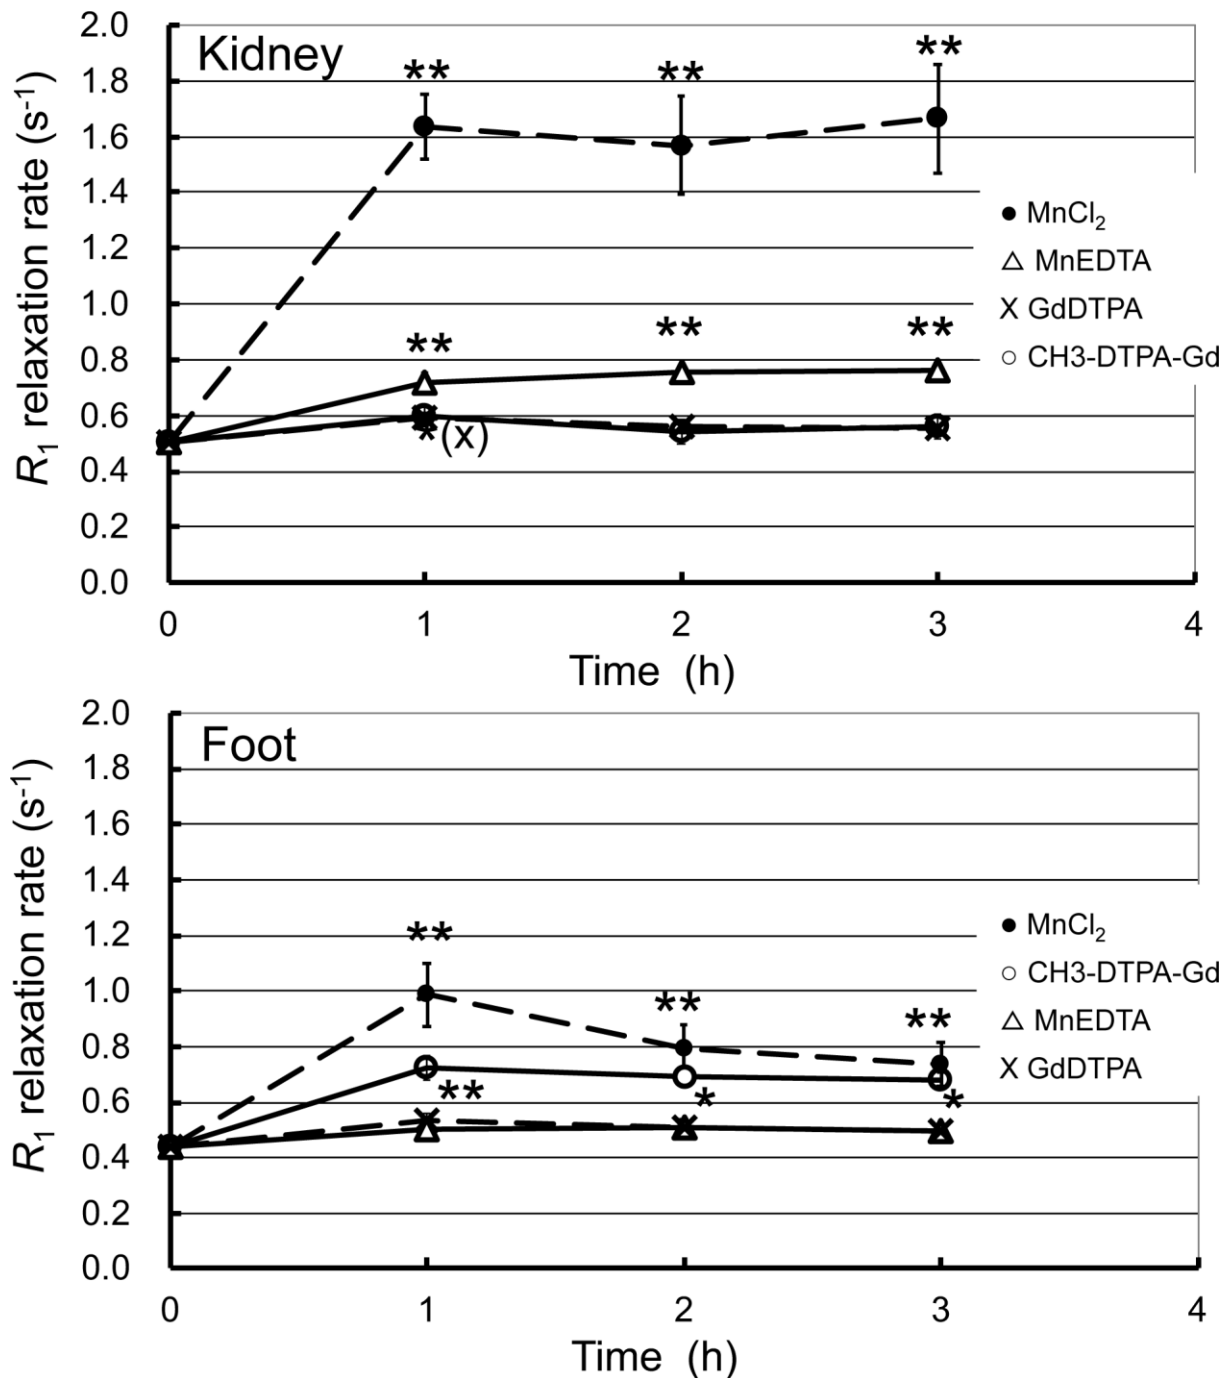 Kidney
R₁ relaxation rate (s⁻¹)
2.0
1.8
1.6
1.4
1.2
1.0
0.8
0.6
0.4
0.2
0.0
**
**
**
**
**
**
*(x)
● MnCl₂
△ MnEDTA
X GdDTPA
○ CH3-DTPA-Gd
0 1 2 3 4
Time (h)
Foot
R₁ relaxation rate (s⁻¹)
2.0
1.8
1.6
1.4
1.2
1.0
0.8
0.6
0.4
0.2
0.0
**
**
**
**
*
*
● MnCl₂
○ CH3-DTPA-Gd
△ MnEDTA
X GdDTPA
0 1 2 3 4
Time (h)